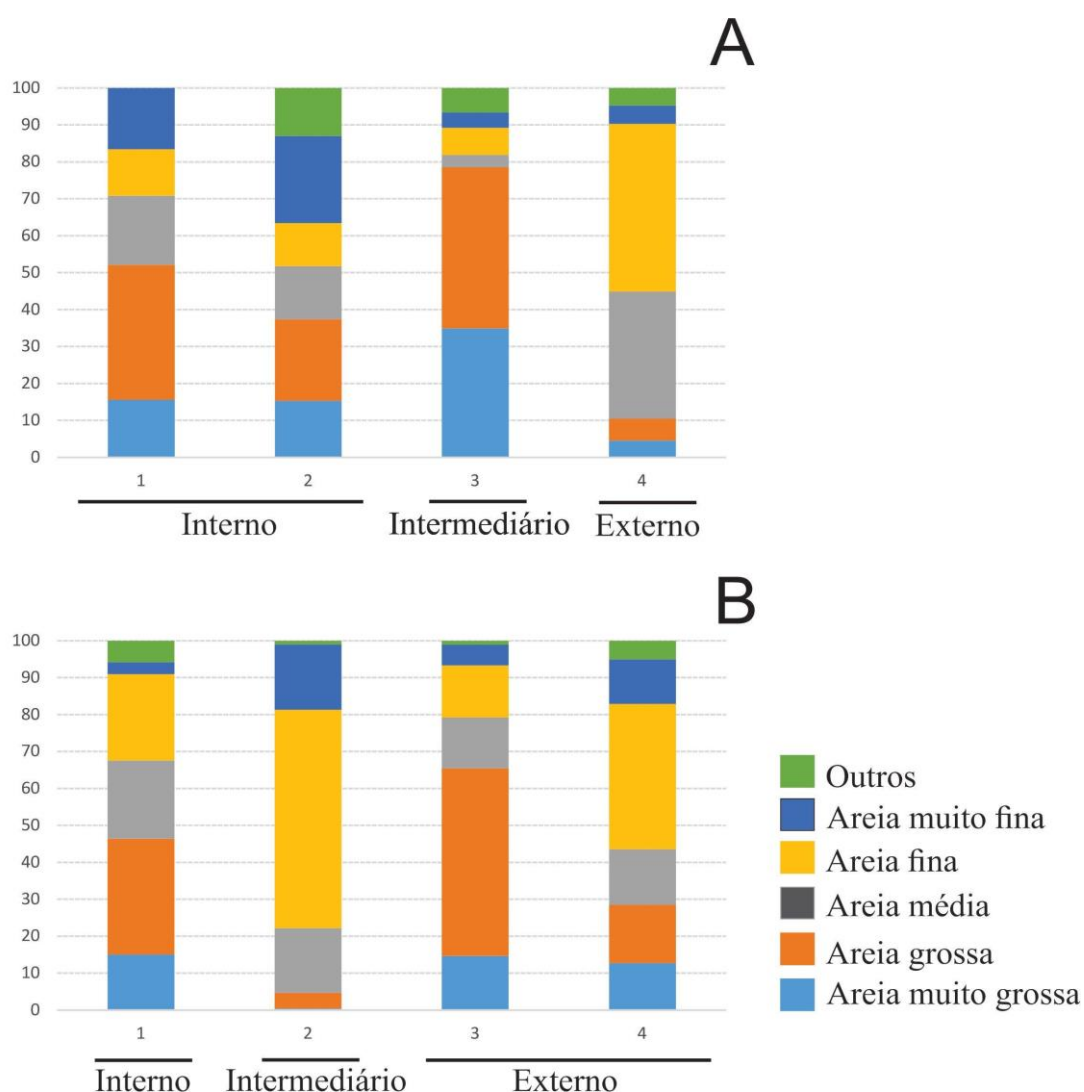 A
100
90
80
70
60
50
40
30
20
10
0
1 2 3 4
Interno Intermediário Externo
B
100
90
80
70
60
50
40
30
20
10
0
1 2 3 4
Interno Intermediário Externo
Outros
Areia muito fina
Areia fina
Areia média
Areia grossa
Areia muito grossa